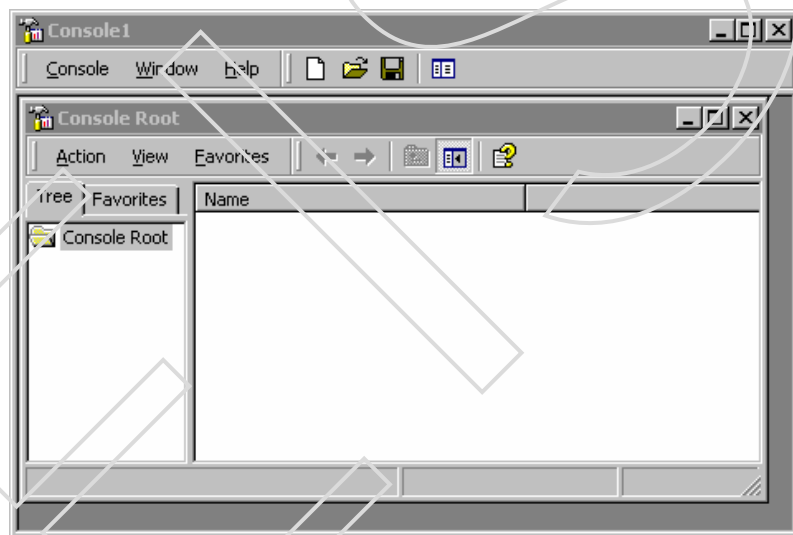 Console1
Console Window Help
Console Root
Action View Favorites
Tree Favorites Name
Console Root